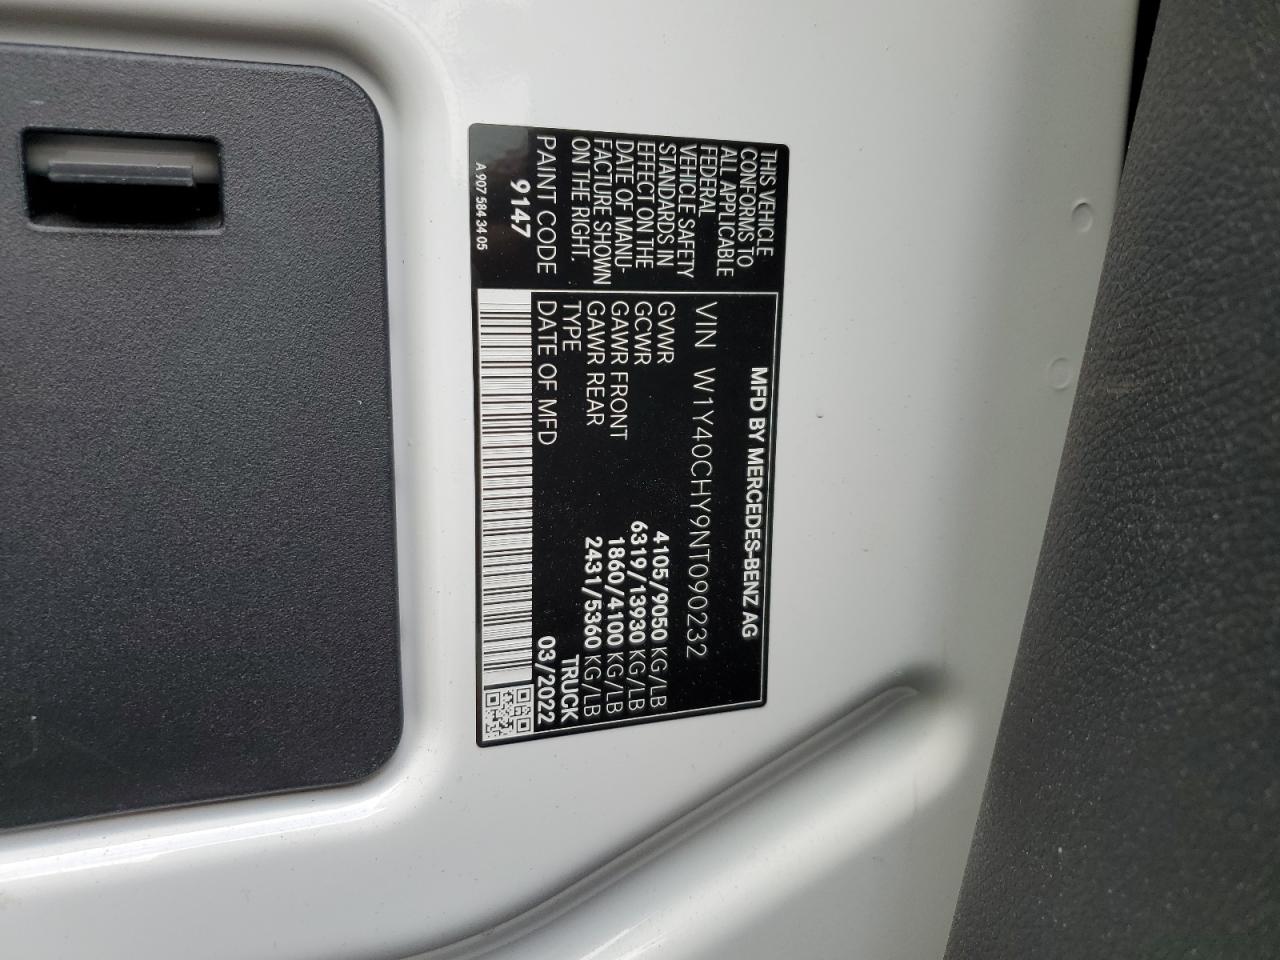 THIS VEHICLE
CONFORMS TO
ALL APPLICABLE
FEDERAL
VEHICLE SAFETY
STANDARDS IN
EFFECT ON THE
DATE OF MANU-
FACTURE SHOWN
ON THE RIGHT.
PAINT CODE
9147
A 907 584 34 05
MFD BY MERCEDES-BENZ AG
VIN W1Y40CHY9NT090232
GVWR 4105/9050 KG/LB
GCWR 6319/13930 KG/LB
GAWR FRONT 1860/4100 KG/LB
GAWR REAR 2431/5360 KG/LB
TYPE TRUCK
DATE OF MFD 03/2022